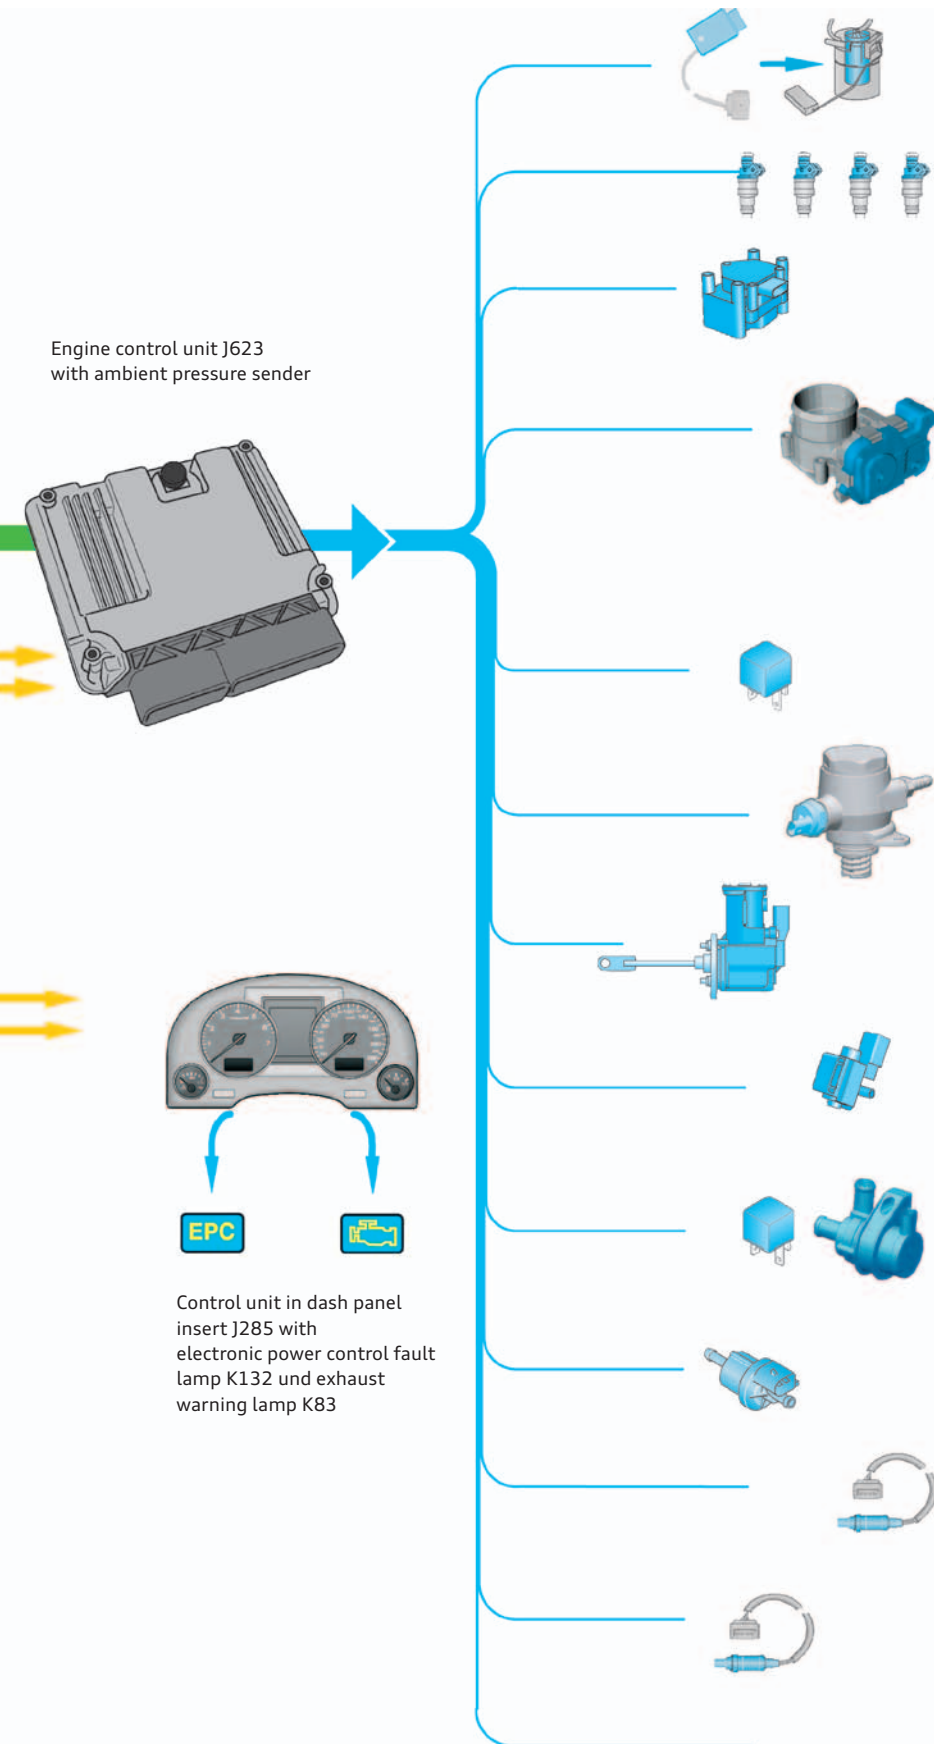 Engine control unit J623
with ambient pressure sender
EPC
Control unit in dash panel
insert J285 with
electronic power control fault
lamp K132 und exhaust
warning lamp K83